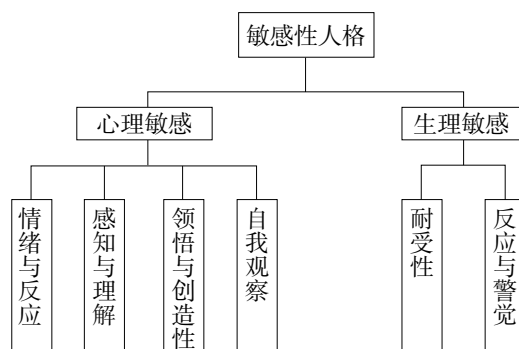 敏感性人格
心理敏感
生理敏感
情绪与反应
感知与理解
领悟与创造性
自我观察
耐受性
反应与警觉